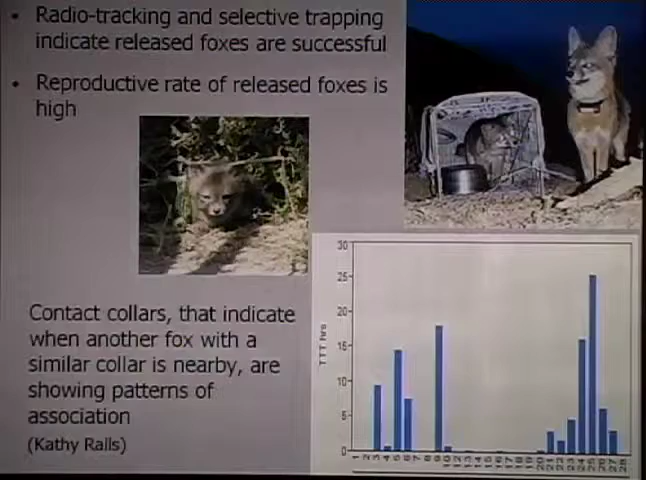 • Radio-tracking and selective trapping
indicate released foxes are successful
• Reproductive rate of released foxes is
high
Contact collars, that indicate
when another fox with a
similar collar is nearby, are
showing patterns of
association
(Kathy Ralls)
30
25
20
15
10
5
0
TTT hrs